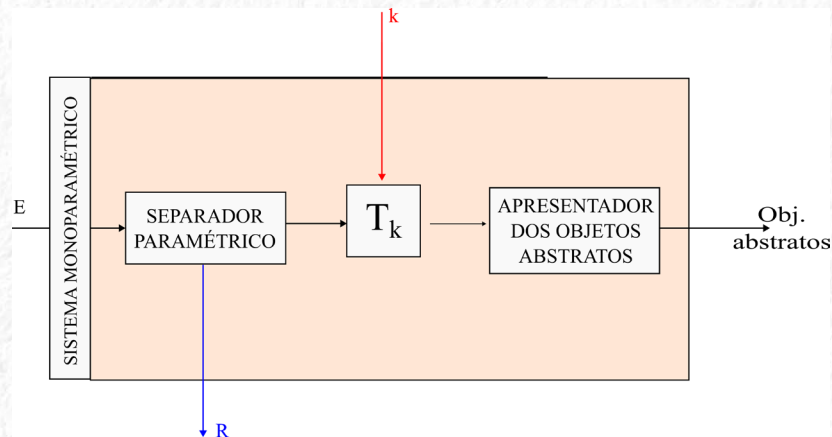 k
E
SISTEMA MONOPARAMÉTRICO
SEPARADOR
PARAMÉTRICO
Tk
APRESENTADOR
DOS OBJETOS
ABSTRATOS
Obj.
abstratos
R